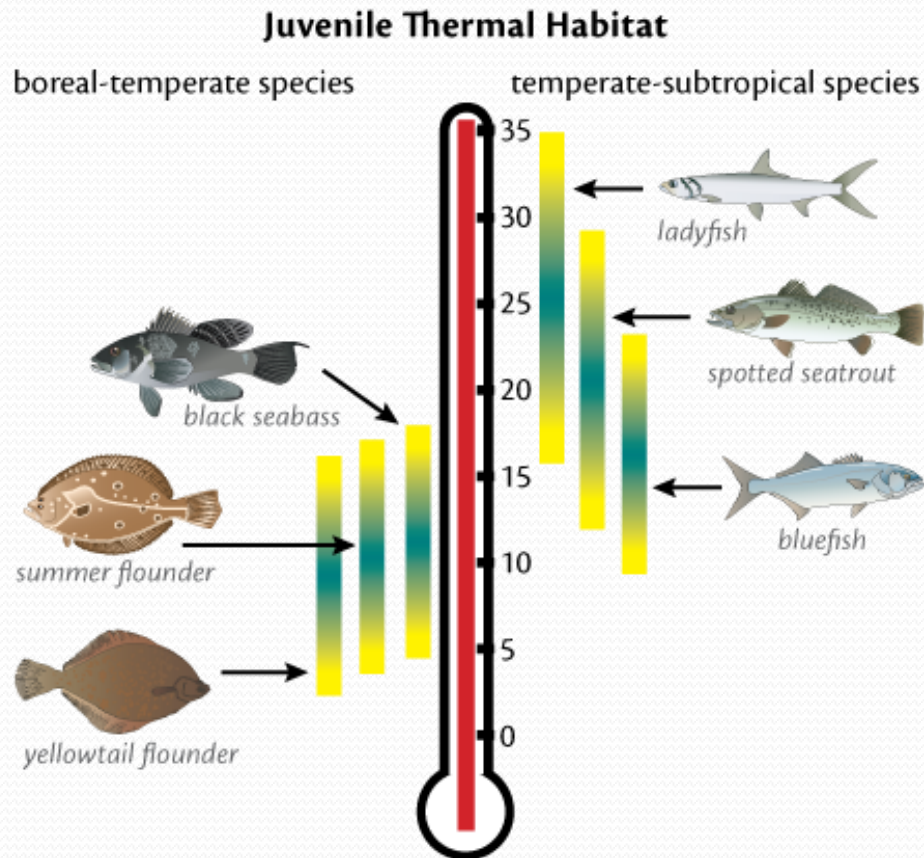 Juvenile Thermal Habitat
boreal-temperate species
temperate-subtropical species
35
30
25
20
15
10
5
0
ladyfish
spotted seatrout
bluefish
black seabass
summer flounder
yellowtail flounder